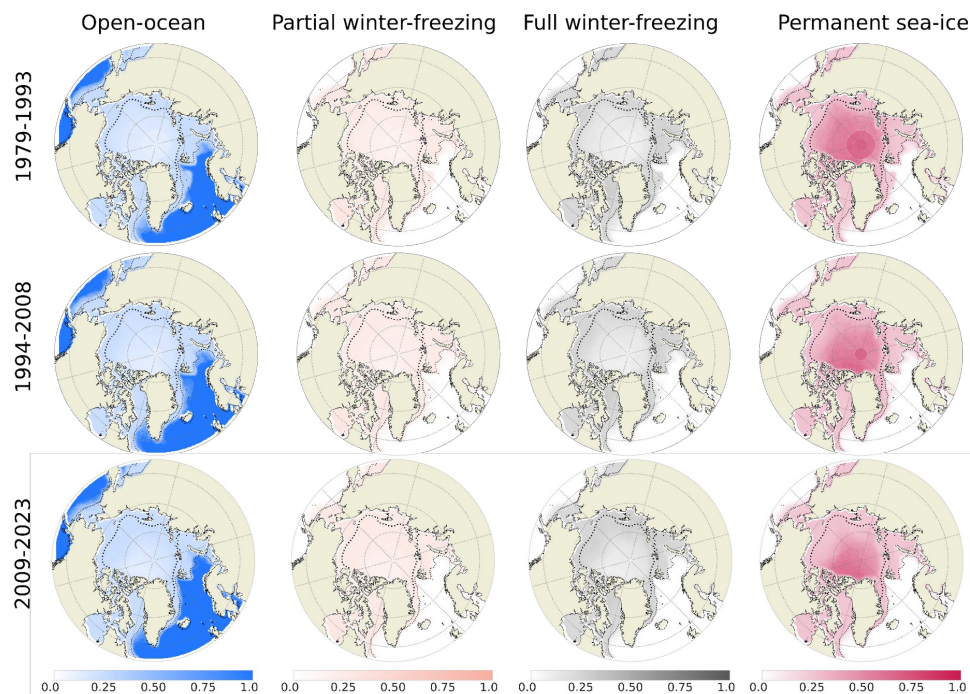 Open-ocean Partial winter-freezing Full winter-freezing Permanent sea-ice
1979-1993
1994-2008
2009-2023
0.0 0.25 0.50 0.75 1.0 0.0 0.25 0.50 0.75 1.0 0.0 0.25 0.50 0.75 1.0 0.0 0.25 0.50 0.75 1.0